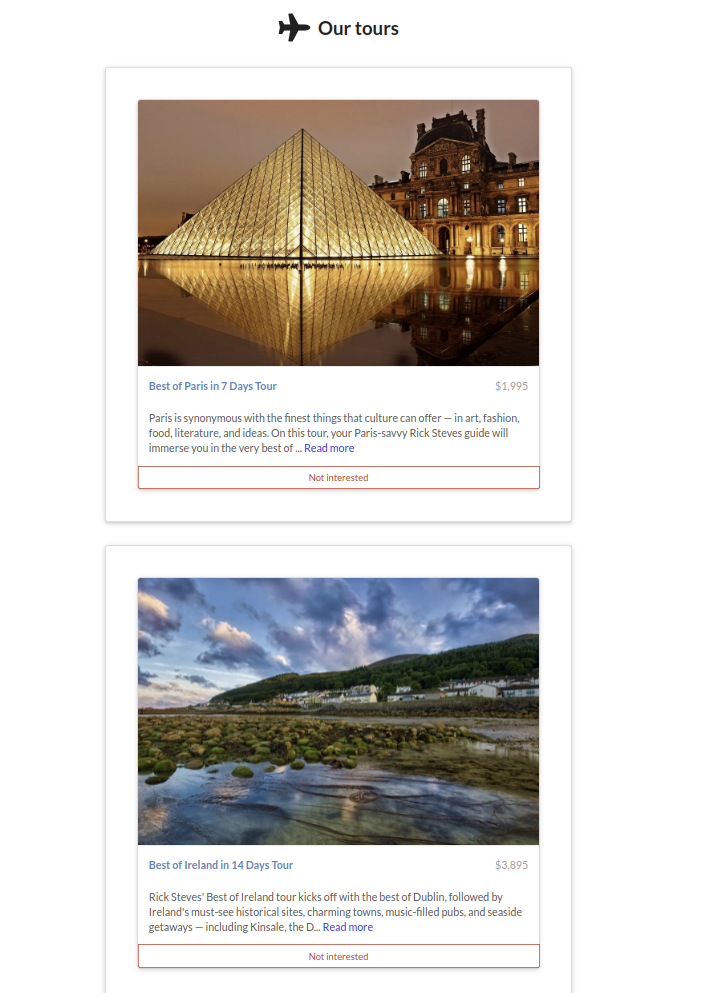 Our tours
Best of Paris in 7 Days Tour
$1,995
Paris is synonymous with the finest things that culture can offer — in art, fashion,
food, literature, and ideas. On this tour, your Paris-savvy Rick Steves guide will
immerse you in the very best of ... Read more
Not interested
Best of Ireland in 14 Days Tour
$3,895
Rick Steves' Best of Ireland tour kicks off with the best of Dublin, followed by
Ireland's must-see historical sites, charming towns, music-filled pubs, and seaside
getaways — including Kinsale, the D... Read more
Not interested